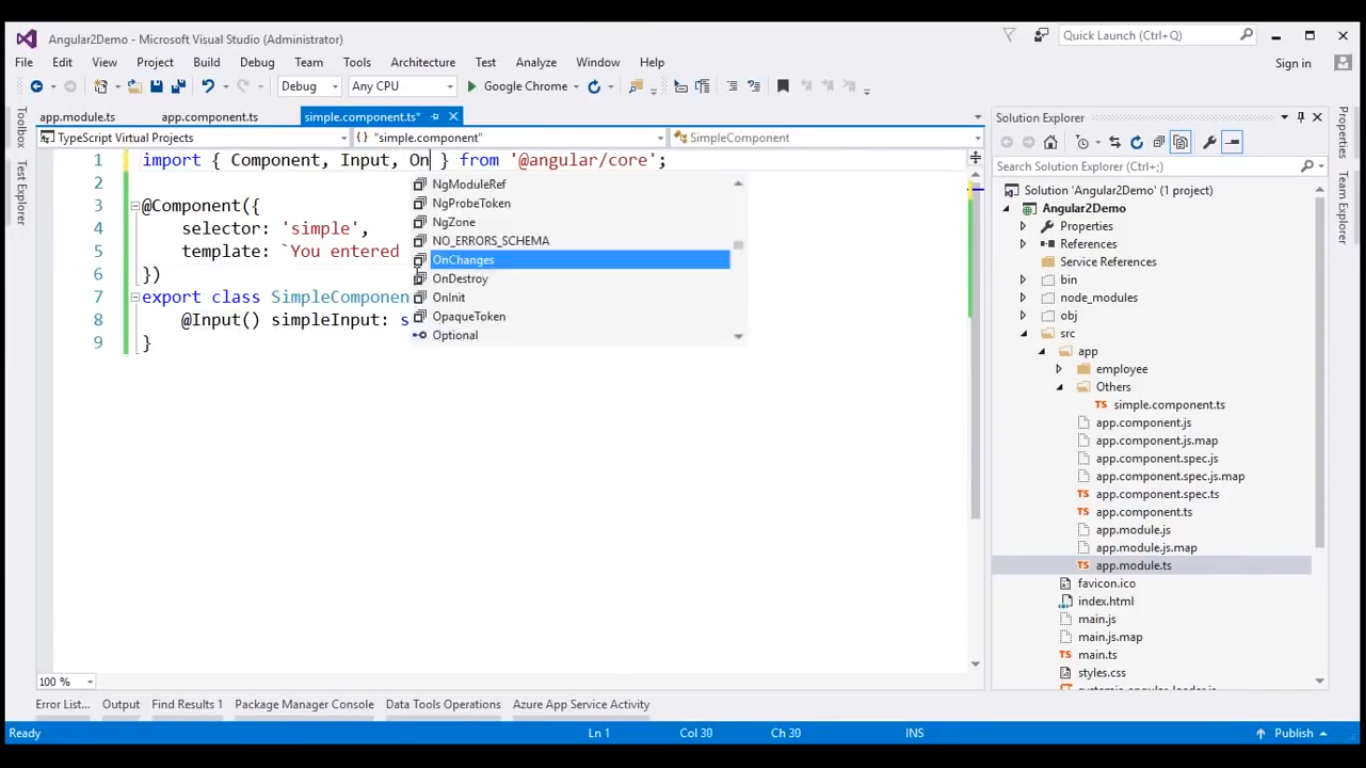 Angular2Demo - Microsoft Visual Studio (Administrator)
Quick Launch (Ctrl+Q)
File Edit View Project Build Debug Team Tools Architecture Test Analyze Window Help
Sign in
Debug Any CPU Google Chrome
Toolbox
Test Explorer
app.module.ts app.component.ts simple.component.ts*
TypeScript Virtual Projects {} "simple.component" SimpleComponent
1 import { Component, Input, On } from '@angular/core';
2
3 @Component({
4 selector: 'simple',
5 template: `You entered
6 })
7 export class SimpleComponen
8 @Input() simpleInput: s
9 }
NgModuleRef
NgProbeToken
NgZone
NO_ERRORS_SCHEMA
OnChanges
OnDestroy
OnInit
OpaqueToken
Optional
100 %
Solution Explorer
Search Solution Explorer (Ctrl+;)
Solution 'Angular2Demo' (1 project)
Angular2Demo
Properties
References
Service References
bin
node_modules
obj
src
app
employee
Others
TS simple.component.ts
app.component.js
app.component.js.map
app.component.spec.js
app.component.spec.js.map
TS app.component.spec.ts
TS app.component.ts
app.module.js
app.module.js.map
TS app.module.ts
favicon.ico
index.html
main.js
main.js.map
TS main.ts
styles.css
Properties
Team Explorer
Error List... Output Find Results 1 Package Manager Console Data Tools Operations Azure App Service Activity
Ready Ln 1 Col 30 Ch 30 INS Publish